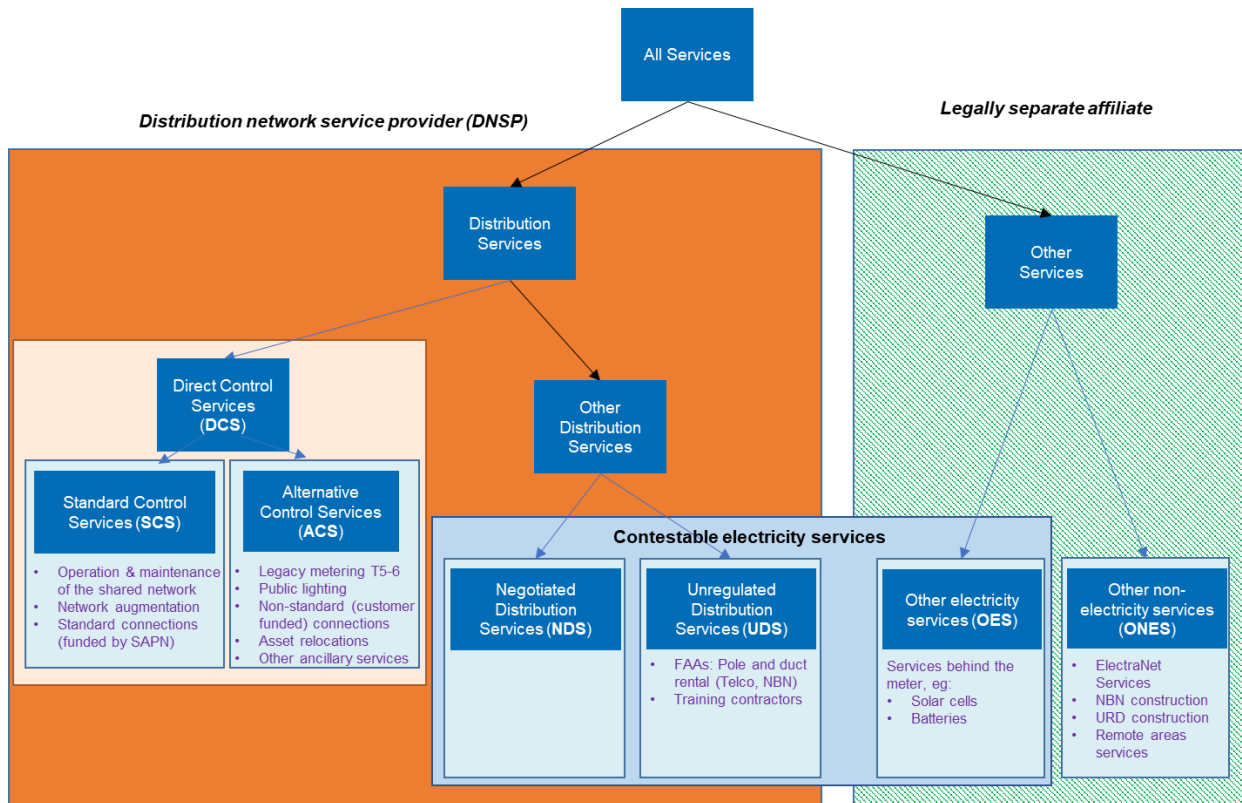 All Services
Distribution network service provider (DNSP)
Legally separate affiliate
Distribution
Services
Other
Services
Direct Control
Services
(DCS)
Other
Distribution
Services
Standard Control
Services (SCS)
• Operation & maintenance
of the shared network
• Network augmentation
• Standard connections
(funded by SAPN)
Alternative
Control Services
(ACS)
• Legacy metering T5-6
• Public lighting
• Non-standard (customer
funded) connections
• Asset relocations
• Other ancillary services
Contestable electricity services
Negotiated
Distribution
Services (NDS)
Unregulated
Distribution
Services (UDS)
• FAAs: Pole and duct
rental (Telco, NBN)
• Training contractors
Other electricity
services (OES)
Services behind the
meter, eg:
• Solar cells
• Batteries
Other non-
electricity services
(ONES)
• ElectraNet
Services
• NBN construction
• URD construction
• Remote areas
services